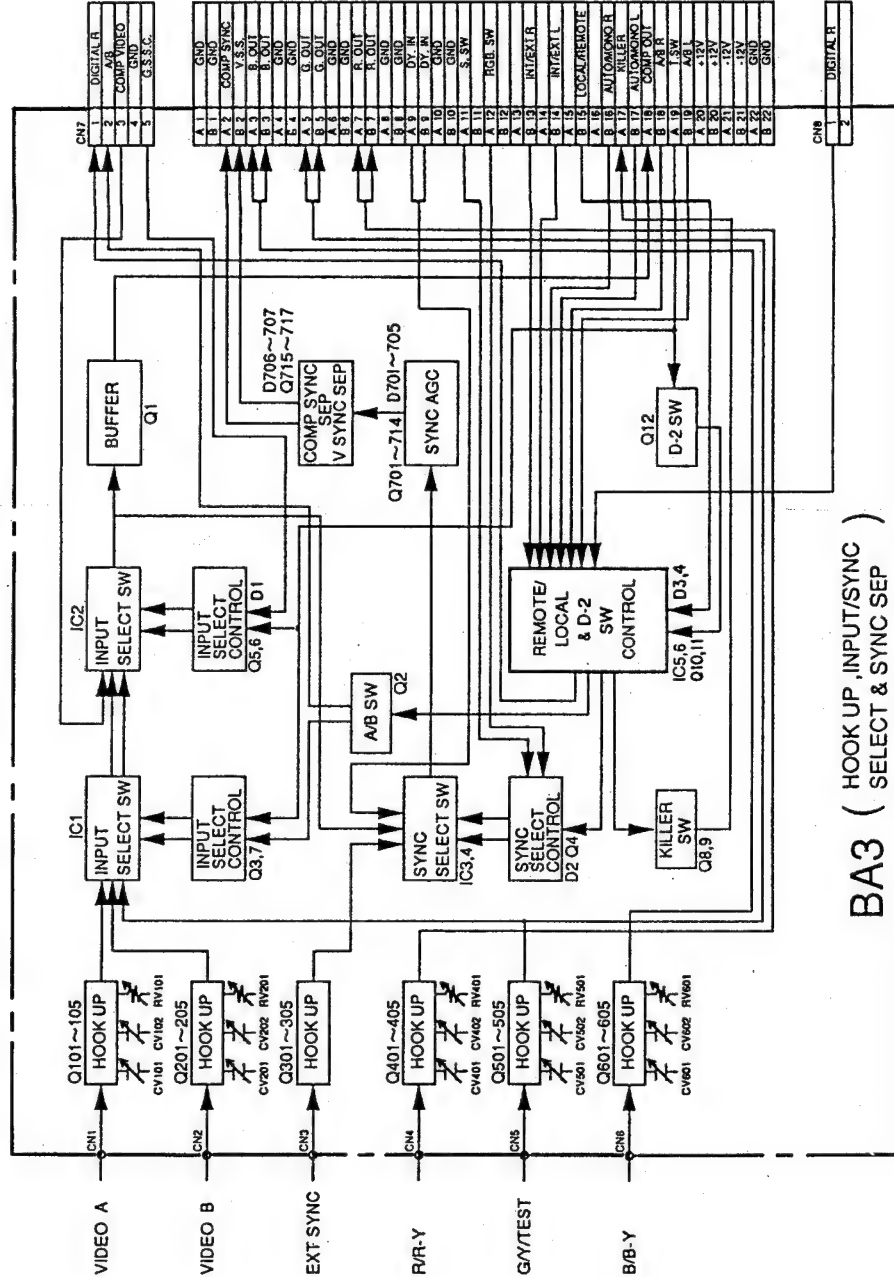 VIDEO A
CN1
Q101~105
HOOK UP
CV101 CV102 RV101
VIDEO B
CN2
Q201~205
HOOK UP
CV201 CV202 RV201
EXT SYNC
CN3
Q301~305
HOOK UP
R/R-Y
CN4
Q401~405
HOOK UP
CV401 CV402 RV401
G/Y/TEST
CN5
Q501~505
HOOK UP
CV501 CV502 RV501
B/B-Y
CN6
Q601~605
HOOK UP
CV601 CV602 RV601
IC1
INPUT
SELECT SW
INPUT
SELECT
CONTROL
Q3,7
IC2
INPUT
SELECT SW
INPUT
SELECT
CONTROL
Q5,6
D1
BUFFER
Q1
A/B SW
Q2
SYNC
SELECT SW
IC3,4
SYNC
SELECT
CONTROL
D2 Q4
KILLER
SW
Q8,9
D706~707
Q715~717
COMP SYNC
SEP
V SYNC SEP
Q701~714
D701~705
SYNC AGC
REMOTE/
LOCAL
& D-2
SW
CONTROL
IC5,6
Q10,11
D3,4
Q12
D-2 SW
CN7
1 DIGITAL R
2 A/B
3 COMP VIDEO
4 GND
5 G.S.S.C.
A 1 GND
B 1 GND
A 2 COMP SYNC
B 2 V.S.S.
A 3 B. OUT
B 3 B. OUT
A 4 GND
B 4 GND
A 5 G. OUT
B 5 G. OUT
A 6 GND
B 6 GND
A 7 R. OUT
B 7 R. OUT
A 8 GND
B 8 GND
A 9 DY. IN
B 9 DY. IN
A 10 GND
B 10 GND
A 11 S. SW
B 11
A 12 RGB. SW
B 12
A 13
B 13 INT/EXT R
A 14
B 14 INT/EXT L
A 15
B 15 LOCAL/REMOTE
A 16
B 16 AUTO/MONO R
A 17 KILLER
B 17 AUTO/MONO L
A 18 COMP OUT
B 18 A/B R
A 19 T.SW
B 19 A/B L
A 20 +12V
B 20 +12V
A 21 -12V
B 21 -12V
A 22 GND
B 22 GND
CN8
1 DIGITAL R
2
BA3 ( HOOK UP , INPUT/SYNC
SELECT & SYNC SEP )